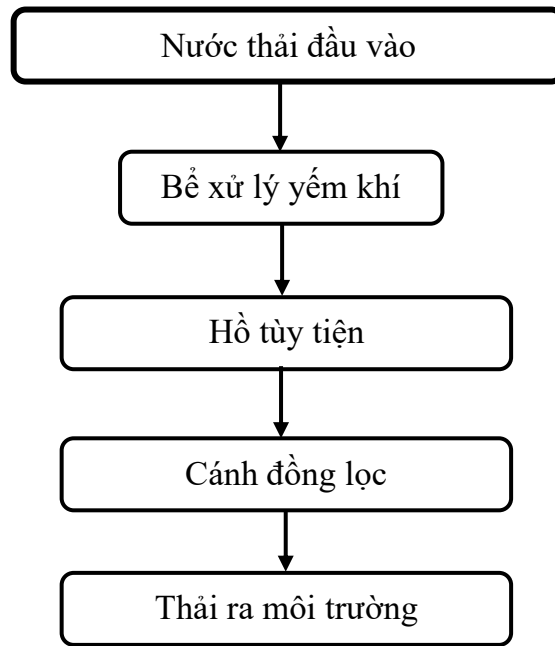 Nước thải đầu vào
Bể xử lý yếm khí
Hồ tùy tiện
Cánh đồng lọc
Thải ra môi trường